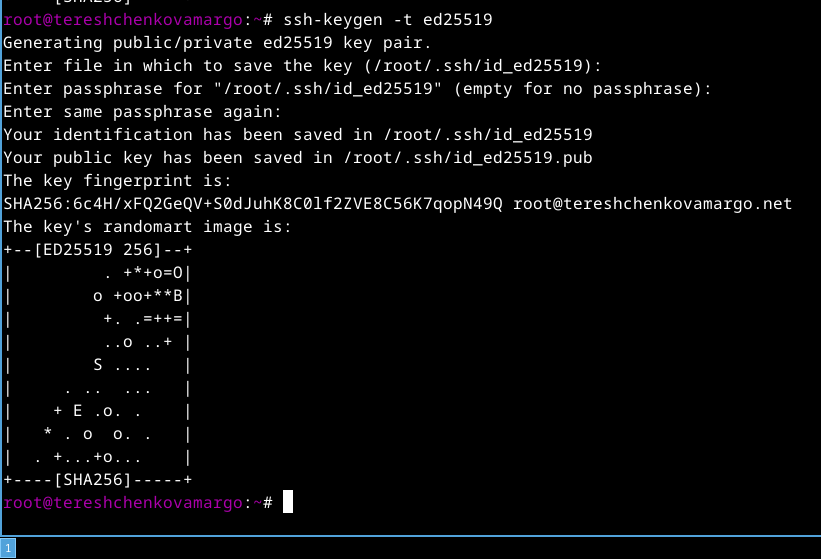 [SHA256]
root@tereshchenkovamargo:~# ssh-keygen -t ed25519
Generating public/private ed25519 key pair.
Enter file in which to save the key (/root/.ssh/id_ed25519):
Enter passphrase for "/root/.ssh/id_ed25519" (empty for no passphrase):
Enter same passphrase again:
Your identification has been saved in /root/.ssh/id_ed25519
Your public key has been saved in /root/.ssh/id_ed25519.pub
The key fingerprint is:
SHA256:6c4H/xFQ2GeQV+S0dJuhK8C0lf2ZVE8C56K7qopN49Q root@tereshchenkovamargo.net
The key's randomart image is:
+--[ED25519 256]--+
|         . +*+o=O|
|        o +oo+**B|
|         +. .=++=|
|         ..o ..+ |
|        S ....   |
|     . ..  ...   |
|    + E .o. .    |
|   * . o  o. .   |
|  . +...+o...    |
+----[SHA256]-----+
root@tereshchenkovamargo:~#
1